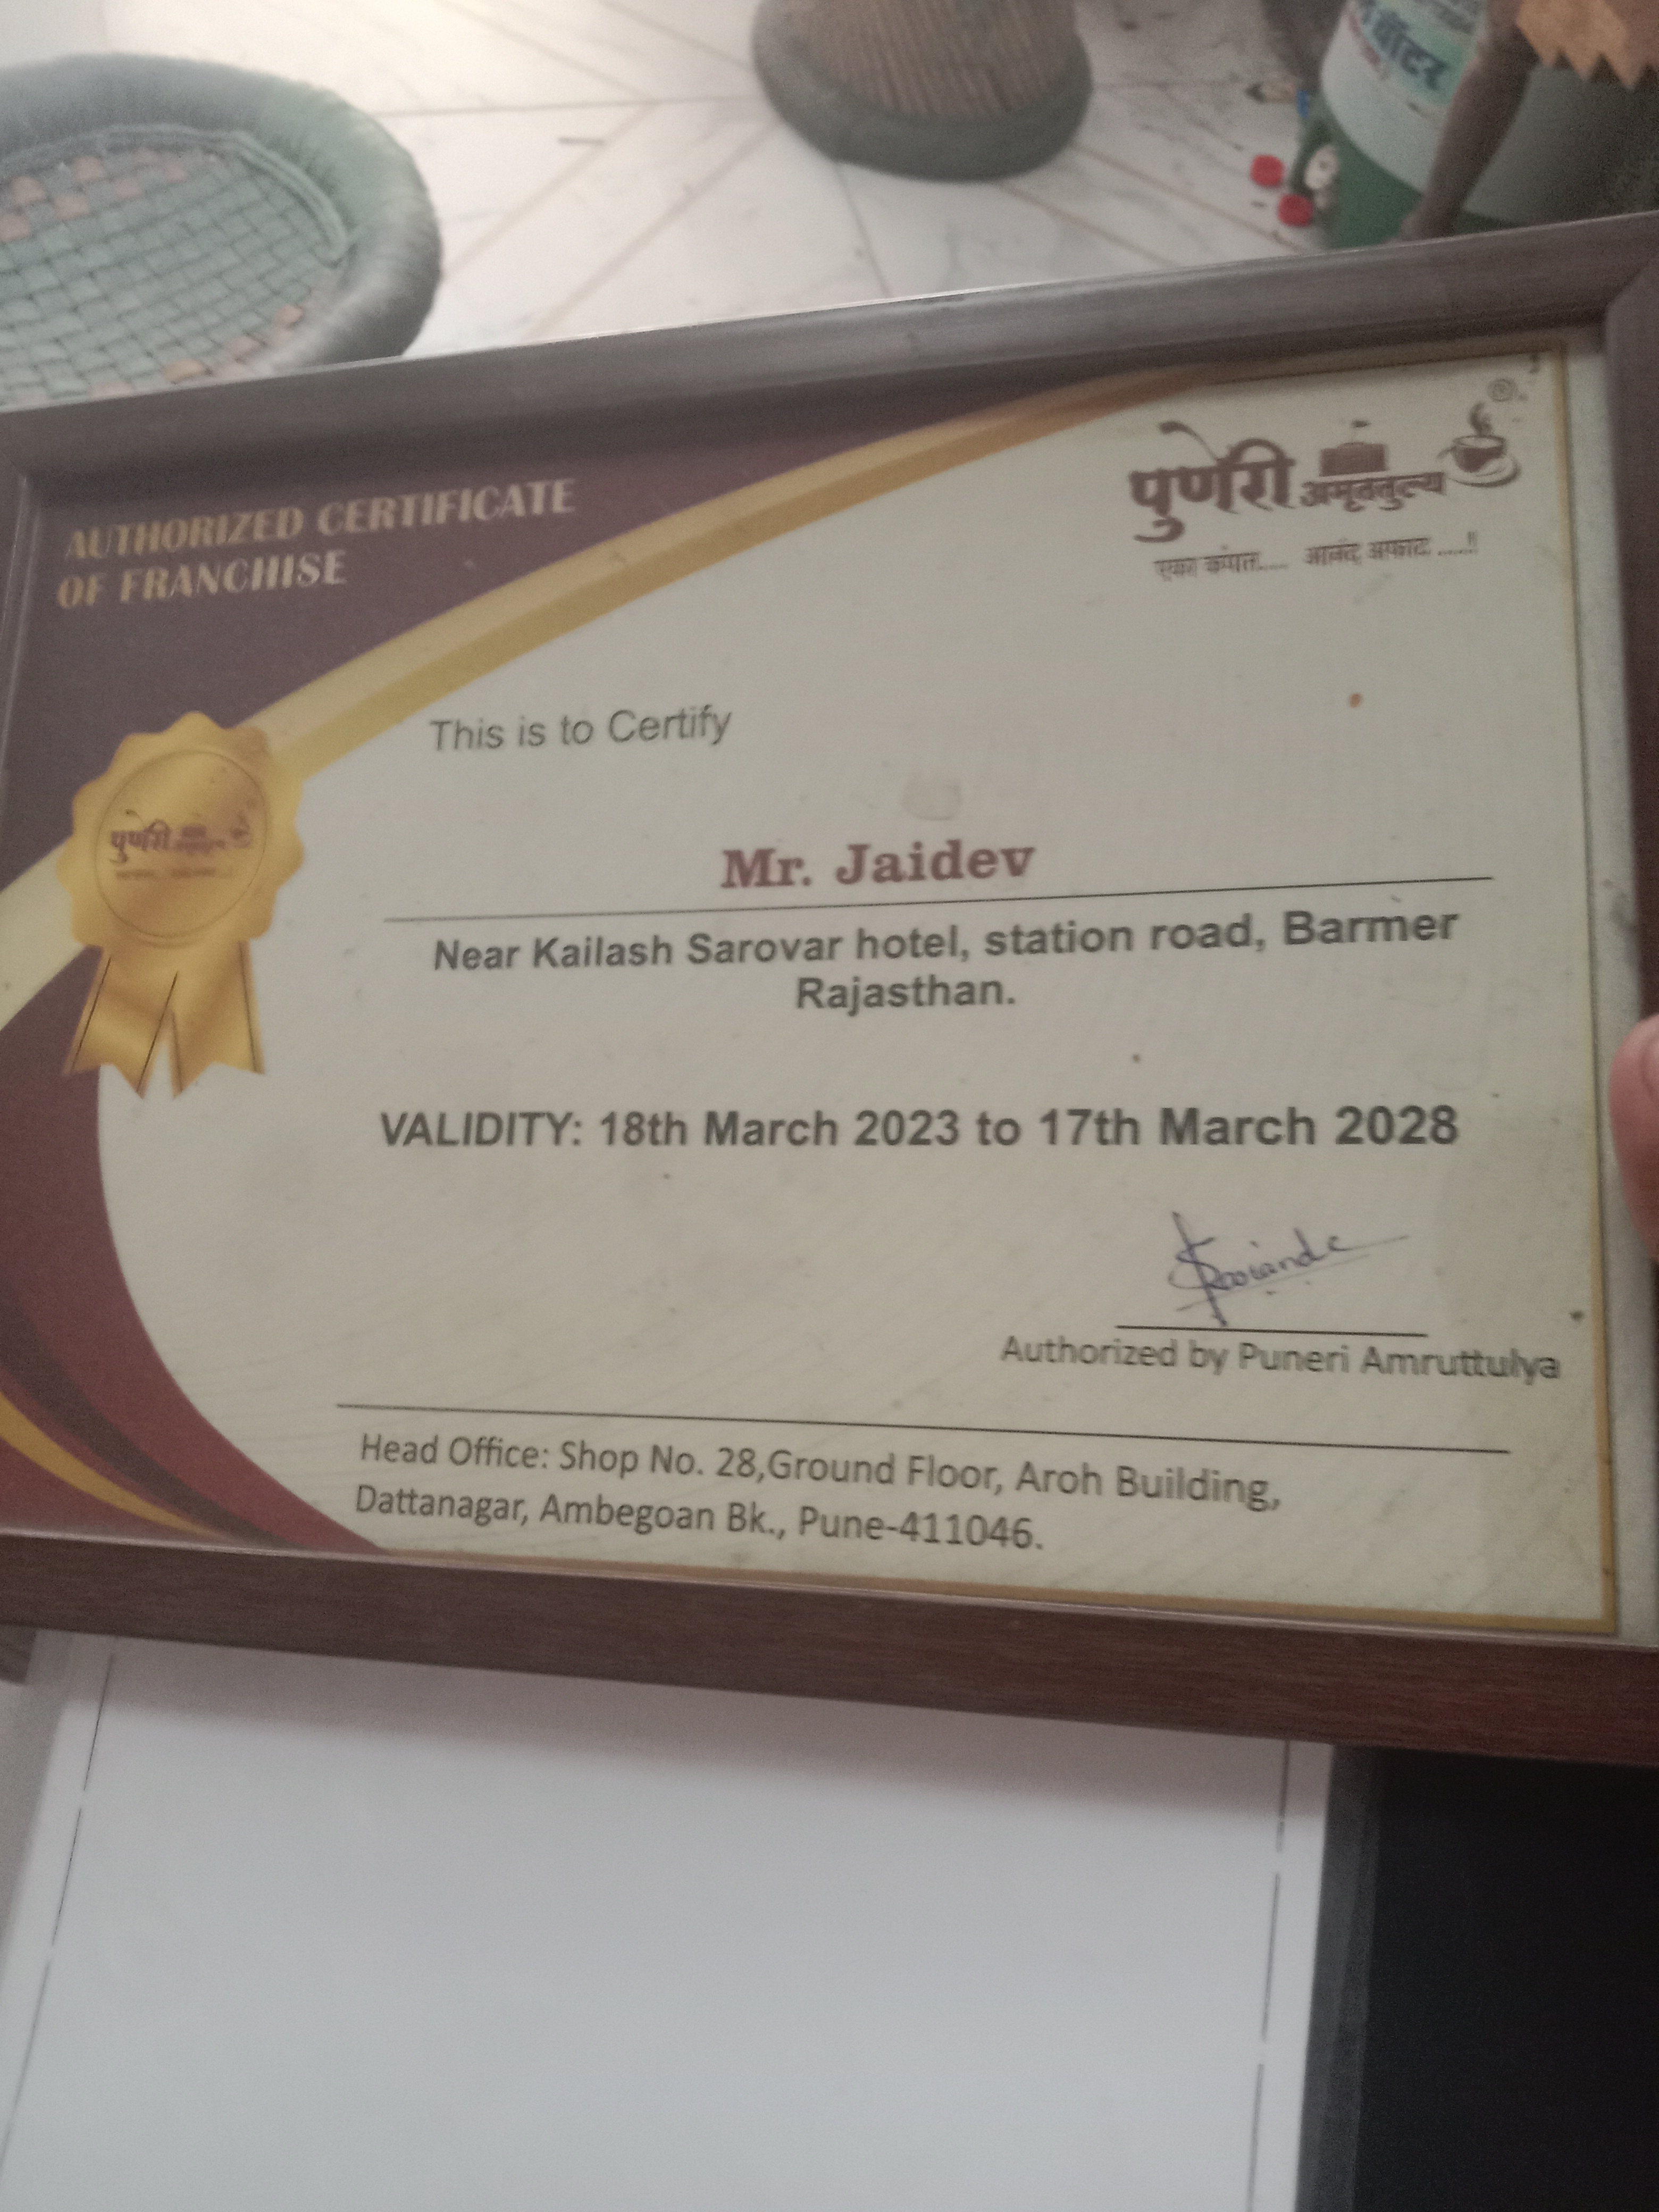 वॉटर
AUTHORIZED CERTIFICATE
OF FRANCHISE
पुणेरी अमृततुल्य
एका कपात..... आनंद अफाट .....!!
This is to Certify
पुणेरी
Mr. Jaidev
Near Kailash Sarovar hotel, station road, Barmer
Rajasthan.
VALIDITY: 18th March 2023 to 17th March 2028
Authorized by Puneri Amruttulya
Head Office: Shop No. 28,Ground Floor, Aroh Building,
Dattanagar, Ambegoan Bk., Pune-411046.